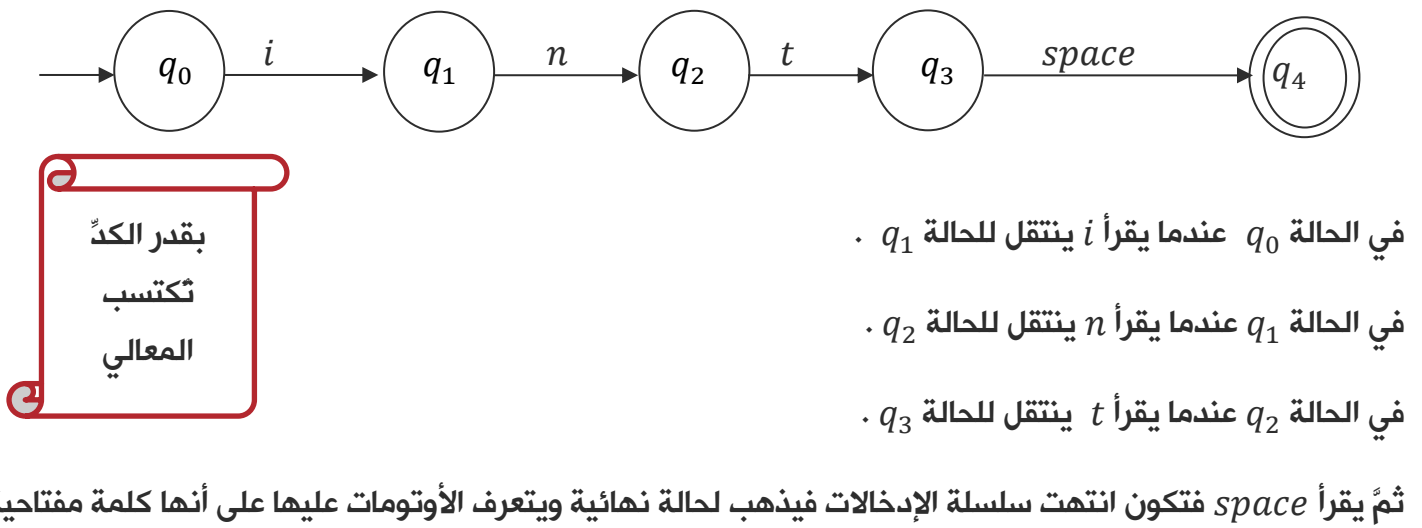 q₀ i q₁ n q₂ t q₃ space q₄
بقدر الكدِّ
تُكتسب
المعالي
في الحالة q₀ عندما يقرأ i ينتقل للحالة q₁ .
في الحالة q₁ عندما يقرأ n ينتقل للحالة q₂ .
في الحالة q₂ عندما يقرأ t ينتقل للحالة q₃ .
ثمَّ يقرأ space فتكون انتهت سلسلة الإدخالات فيذهب لحالة نهائية ويتعرف الأوتومات عليها على أنها كلمة